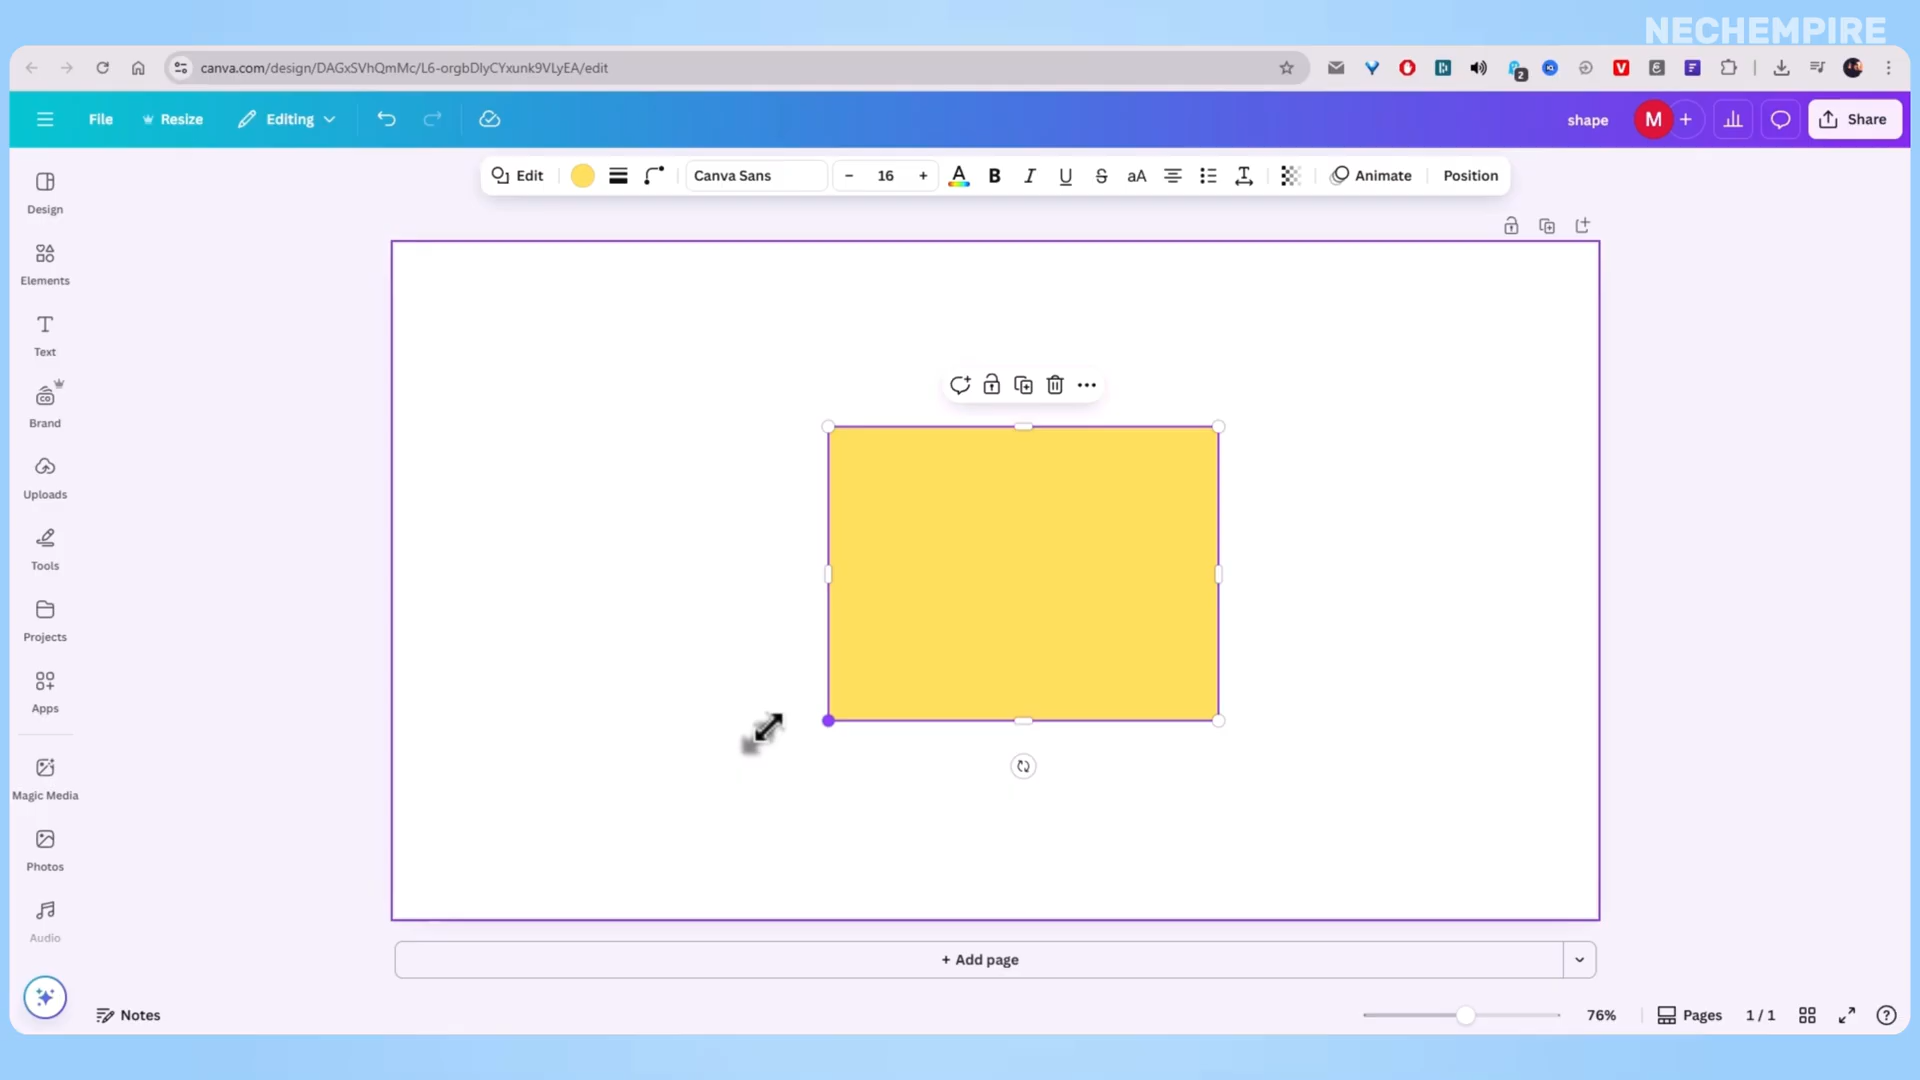 NECHEMPIRE
canva.com/design/DAGxSVhQmMc/L6-orgbDlyCYxunk9VLyEA/edit
2
File Resize Editing shape M + Share
Edit Canva Sans - 16 + A B I U S aA Animate Position
Design
Elements
Text
Brand
Uploads
Tools
Projects
Apps
Magic Media
Photos
Audio
+ Add page
Notes 76% Pages 1 / 1